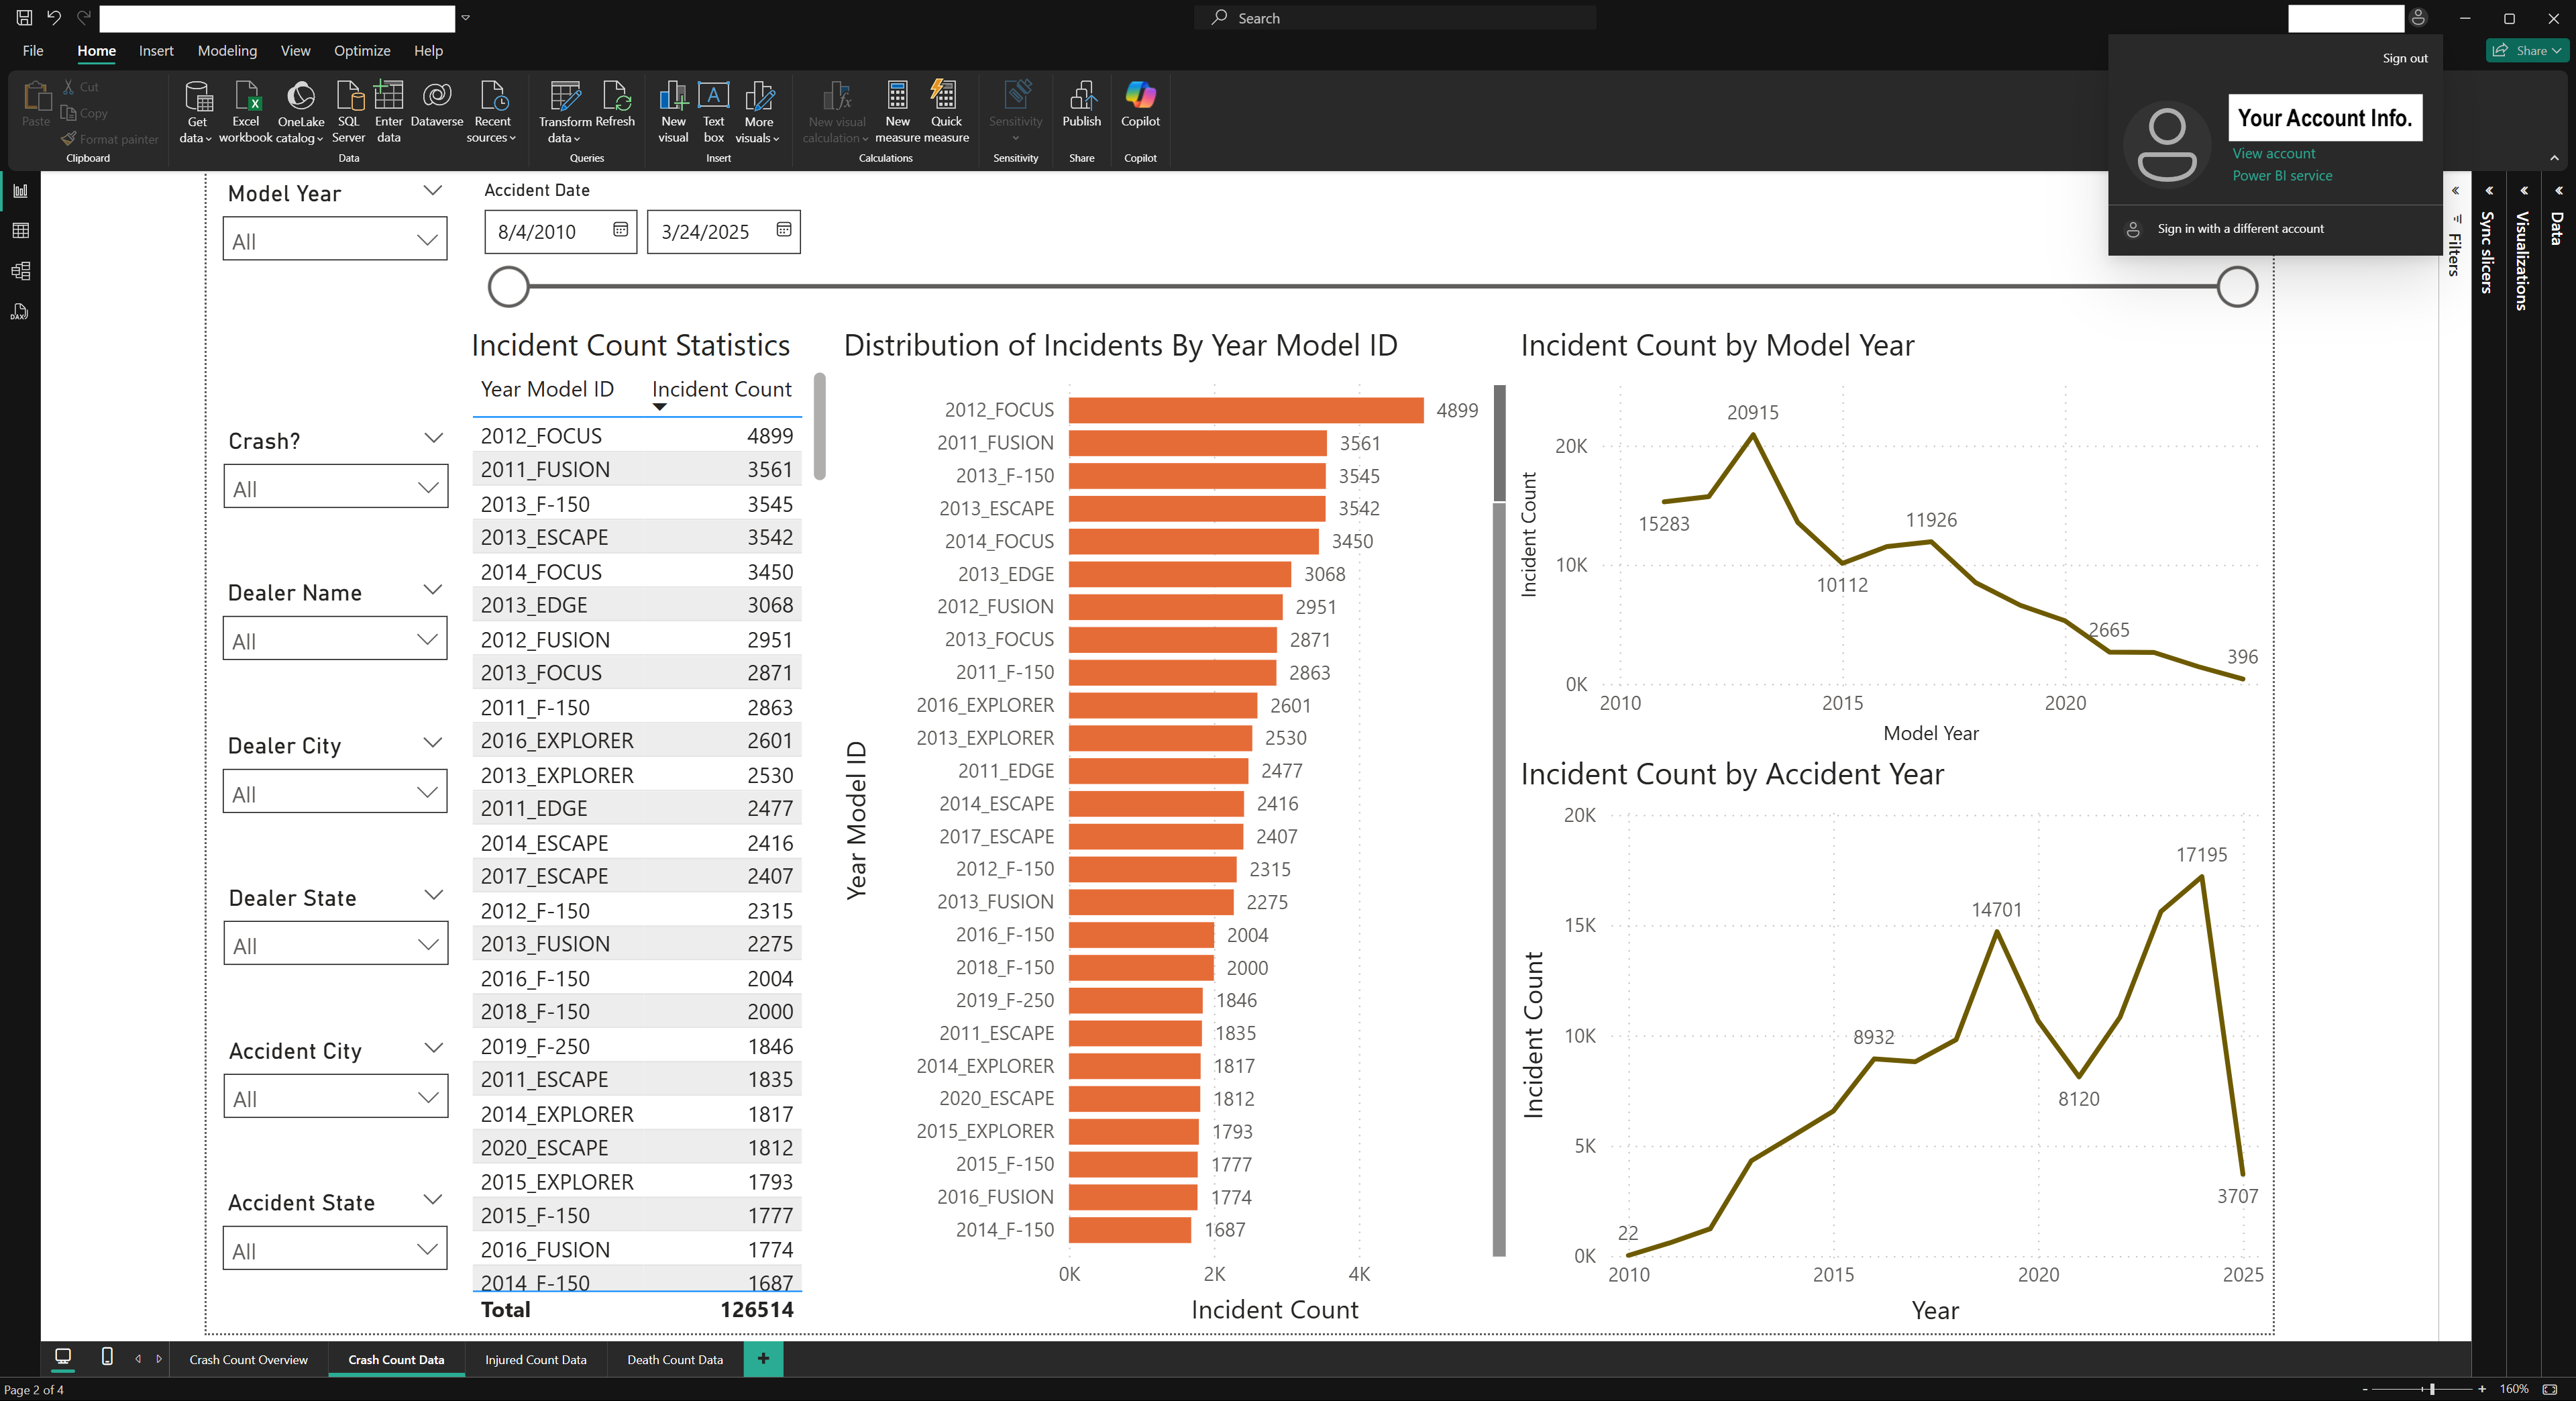 Search
File Home Insert Modeling View Optimize Help
Share
Sign out
Your Account Info.
View account
Power BI service
Sign in with a different account
Paste
Cut
Copy
Format painter
Clipboard
Get data
Excel workbook
OneLake catalog
SQL Server
Enter data
Dataverse
Recent sources
Data
Transform data
Refresh
Queries
New visual
Text box
More visuals
Insert
New visual calculation
New measure
Quick measure
Calculations
Sensitivity
Sensitivity
Publish
Share
Copilot
Copilot
DAX
Filters
Sync slicers
Visualizations
Data
Model Year
All
Accident Date
8/4/2010
3/24/2025
Crash?
All
Dealer Name
All
Dealer City
All
Dealer State
All
Accident City
All
Accident State
All
Incident Count Statistics
Year Model ID Incident Count
2012_FOCUS 4899
2011_FUSION 3561
2013_F-150 3545
2013_ESCAPE 3542
2014_FOCUS 3450
2013_EDGE 3068
2012_FUSION 2951
2013_FOCUS 2871
2011_F-150 2863
2016_EXPLORER 2601
2013_EXPLORER 2530
2011_EDGE 2477
2014_ESCAPE 2416
2017_ESCAPE 2407
2012_F-150 2315
2013_FUSION 2275
2016_F-150 2004
2018_F-150 2000
2019_F-250 1846
2011_ESCAPE 1835
2014_EXPLORER 1817
2020_ESCAPE 1812
2015_EXPLORER 1793
2015_F-150 1777
2016_FUSION 1774
2014_F-150 1687
Total 126514
Distribution of Incidents By Year Model ID
Year Model ID
2012_FOCUS 4899
2011_FUSION 3561
2013_F-150 3545
2013_ESCAPE 3542
2014_FOCUS 3450
2013_EDGE 3068
2012_FUSION 2951
2013_FOCUS 2871
2011_F-150 2863
2016_EXPLORER 2601
2013_EXPLORER 2530
2011_EDGE 2477
2014_ESCAPE 2416
2017_ESCAPE 2407
2012_F-150 2315
2013_FUSION 2275
2016_F-150 2004
2018_F-150 2000
2019_F-250 1846
2011_ESCAPE 1835
2014_EXPLORER 1817
2020_ESCAPE 1812
2015_EXPLORER 1793
2015_F-150 1777
2016_FUSION 1774
2014_F-150 1687
0K 2K 4K
Incident Count
Incident Count by Model Year
Incident Count
20K
10K
0K
20915
15283
10112
11926
2665
396
2010 2015 2020
Model Year
Incident Count by Accident Year
Incident Count
20K
15K
10K
5K
0K
22
8932
14701
8120
17195
3707
2010 2015 2020 2025
Year
Crash Count Overview
Crash Count Data
Injured Count Data
Death Count Data
+
Page 2 of 4
- + 160%